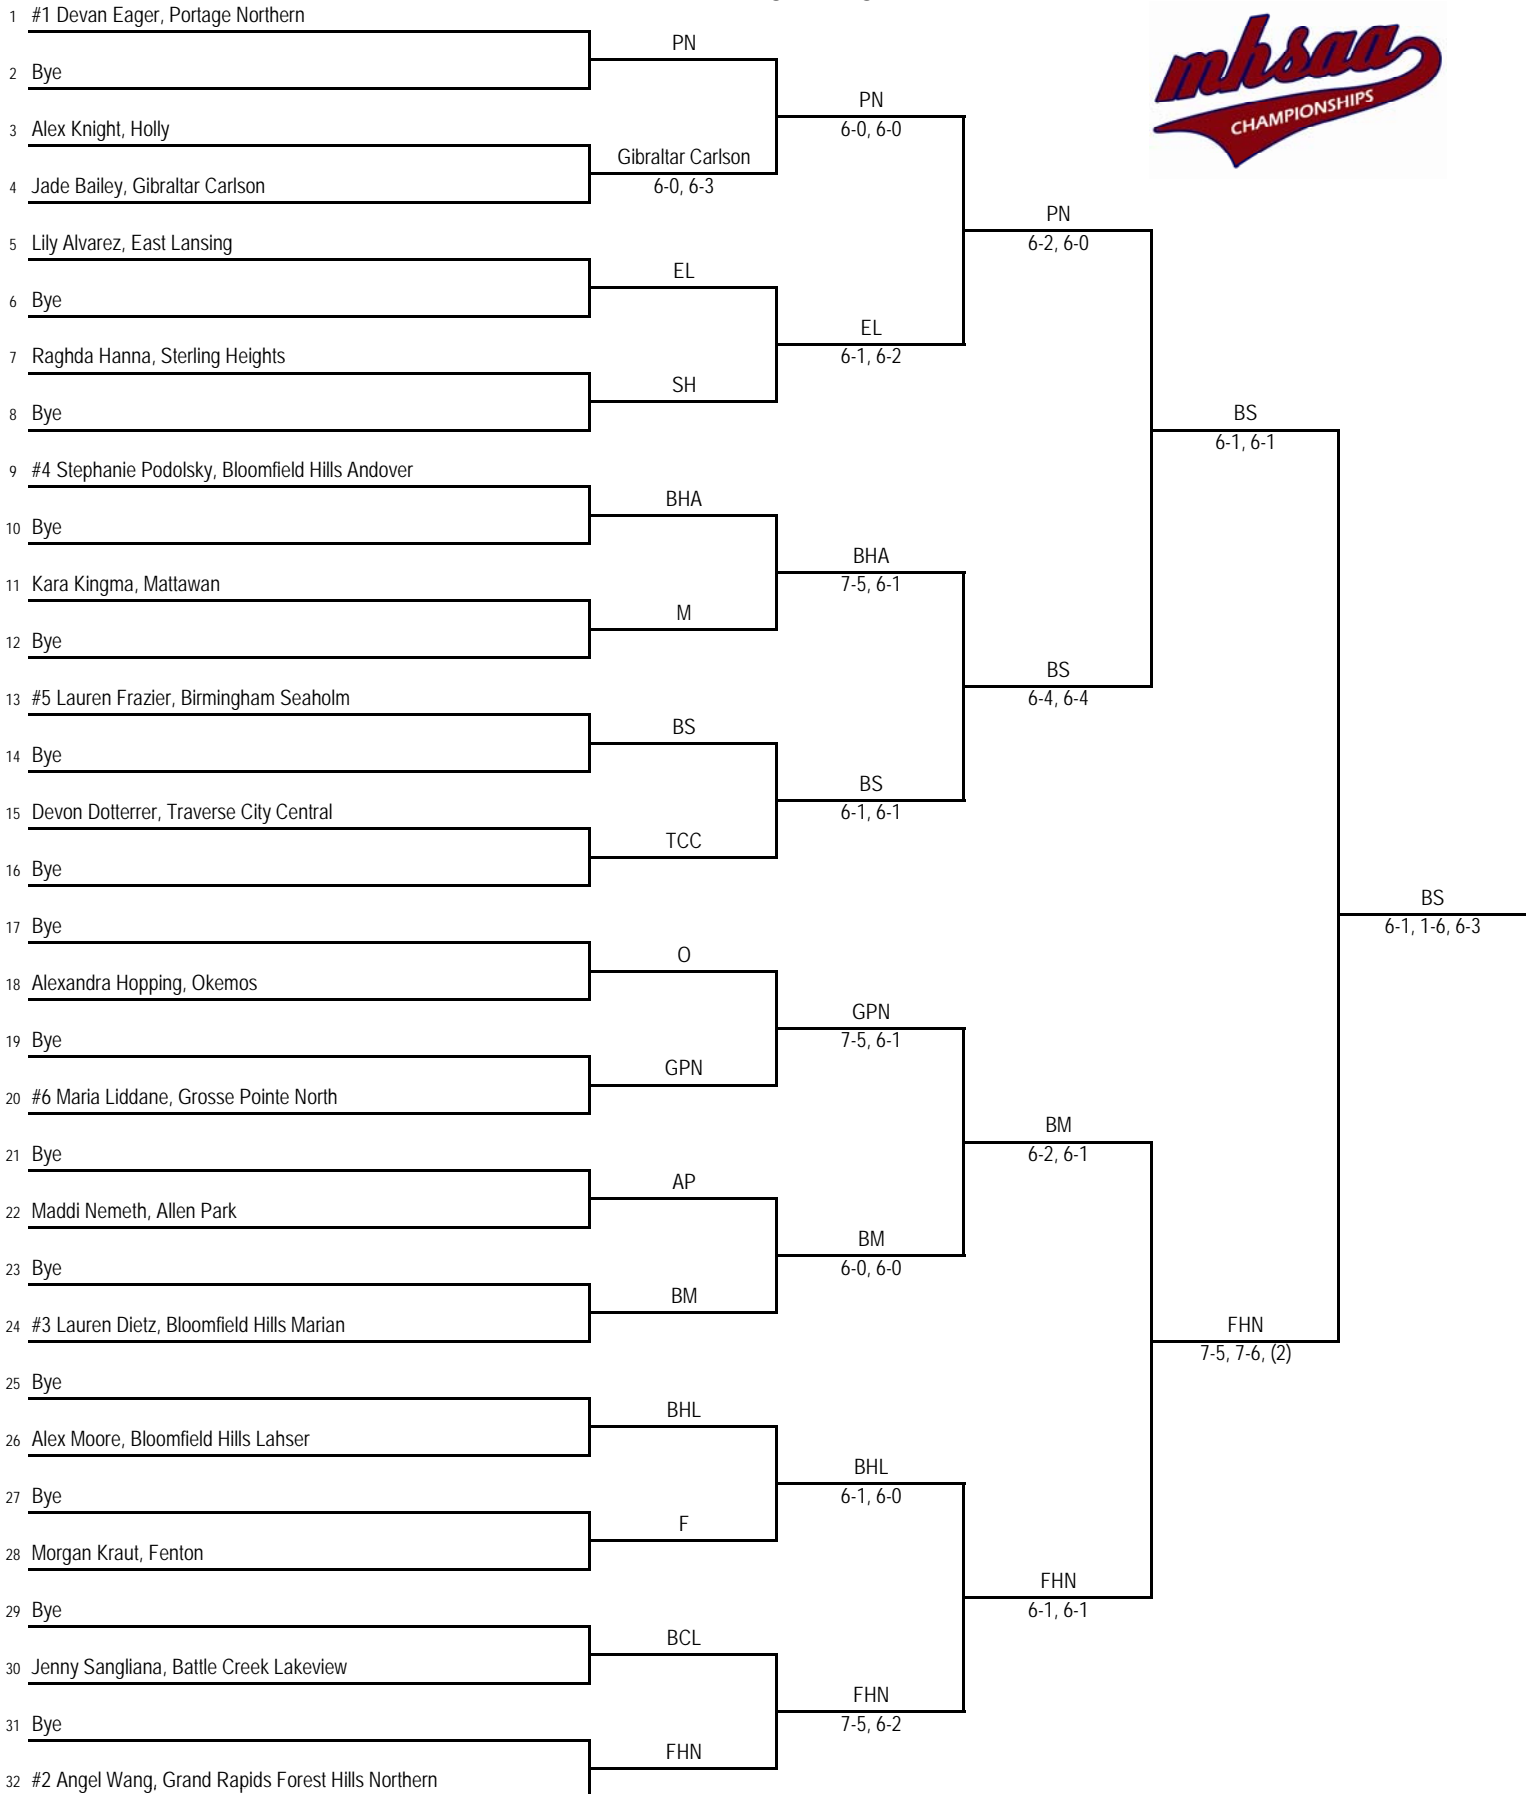 1 #1 Devan Eager, Portage Northern
PN
2 Bye
PN
6-0, 6-0
3 Alex Knight, Holly
Gibraltar Carlson
6-0, 6-3
4 Jade Bailey, Gibraltar Carlson
PN
6-2, 6-0
5 Lily Alvarez, East Lansing
EL
6 Bye
EL
6-1, 6-2
7 Raghda Hanna, Sterling Heights
SH
8 Bye
BS
6-1, 6-1
9 #4 Stephanie Podolsky, Bloomfield Hills Andover
BHA
10 Bye
BHA
7-5, 6-1
11 Kara Kingma, Mattawan
M
12 Bye
BS
6-4, 6-4
13 #5 Lauren Frazier, Birmingham Seaholm
BS
14 Bye
BS
6-1, 6-1
15 Devon Dotterrer, Traverse City Central
TCC
16 Bye
BS
6-1, 1-6, 6-3
17 Bye
O
18 Alexandra Hopping, Okemos
GPN
7-5, 6-1
19 Bye
GPN
20 #6 Maria Liddane, Grosse Pointe North
BM
6-2, 6-1
21 Bye
AP
22 Maddi Nemeth, Allen Park
BM
6-0, 6-0
23 Bye
BM
24 #3 Lauren Dietz, Bloomfield Hills Marian
FHN
7-5, 7-6, (2)
25 Bye
BHL
26 Alex Moore, Bloomfield Hills Lahser
BHL
6-1, 6-0
27 Bye
F
28 Morgan Kraut, Fenton
FHN
6-1, 6-1
29 Bye
BCL
30 Jenny Sangliana, Battle Creek Lakeview
FHN
7-5, 6-2
31 Bye
FHN
32 #2 Angel Wang, Grand Rapids Forest Hills Northern
mhsaa
CHAMPIONSHIPS